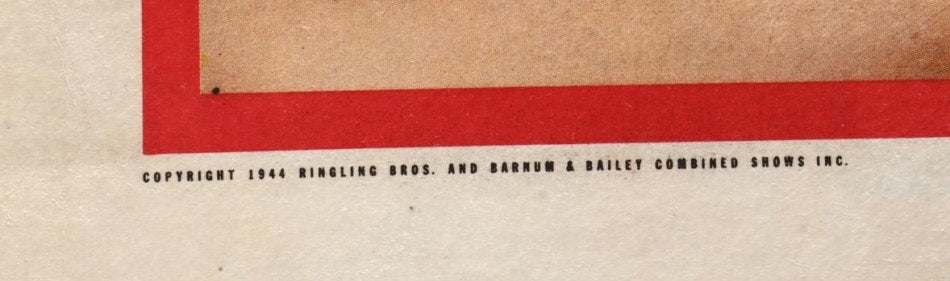 COPYRIGHT 1944 RINGLING BROS. AND BARNUM & BAILEY COMBINED SHOWS INC.